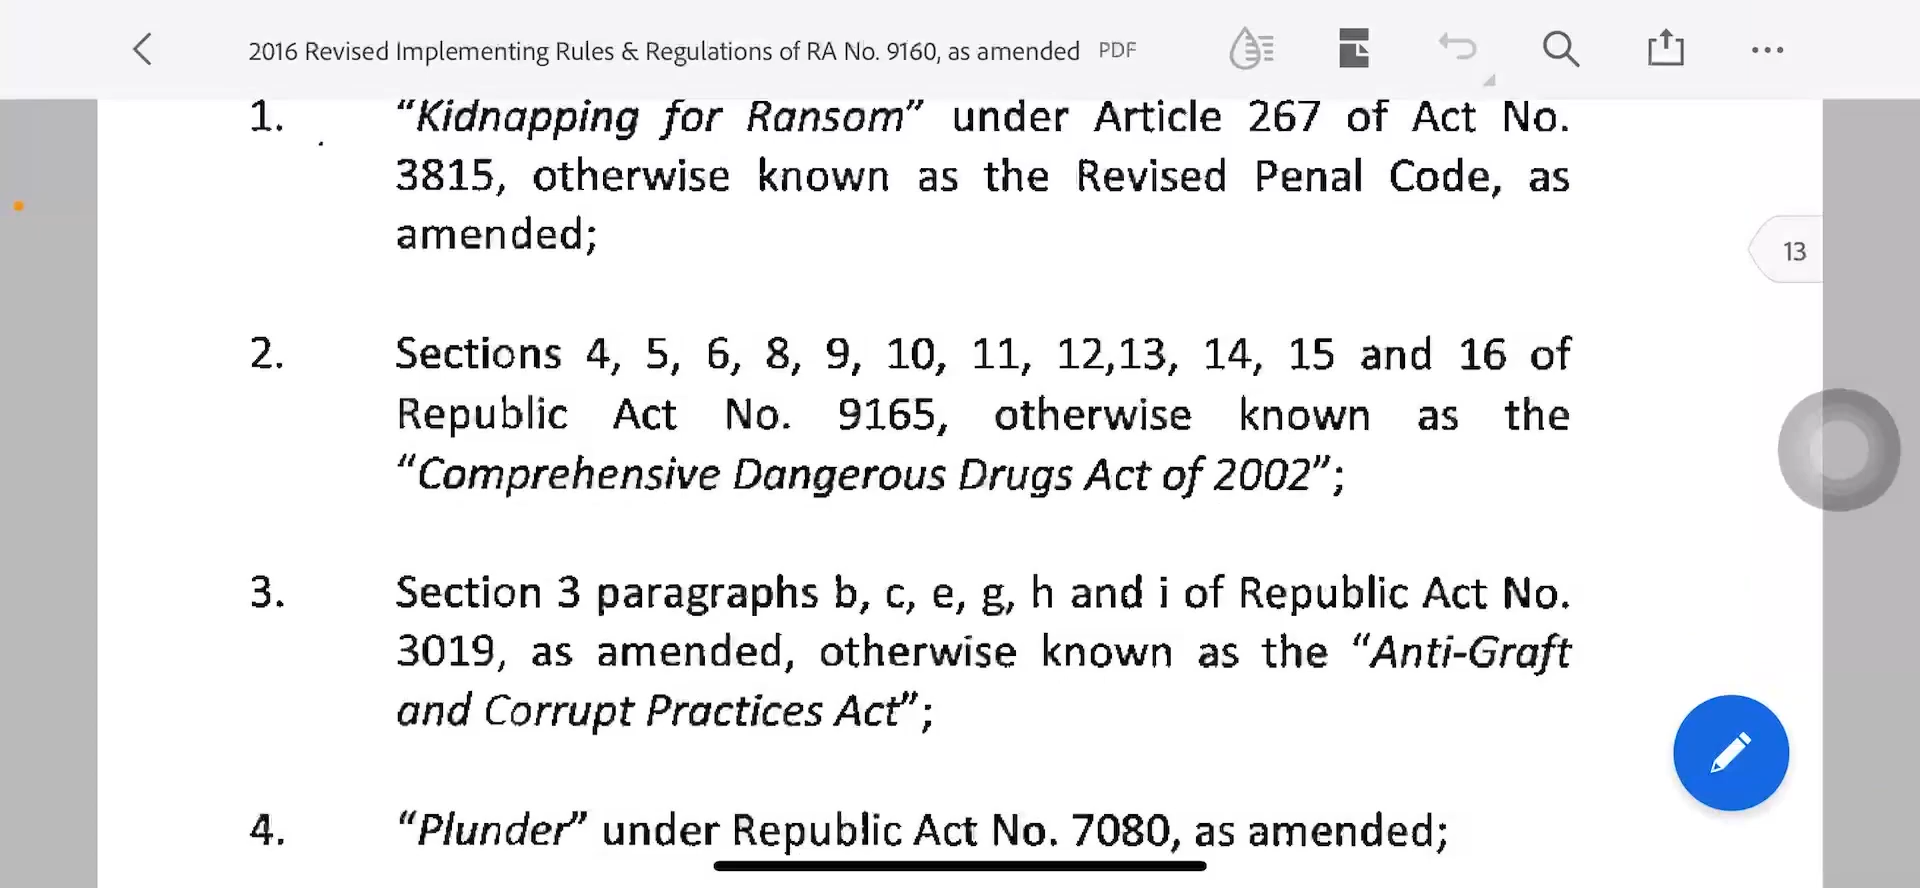 2016 Revised Implementing Rules & Regulations of RA No. 9160, as amended PDF
1. “Kidnapping for Ransom” under Article 267 of Act No.
3815, otherwise known as the Revised Penal Code, as
amended;
13
2. Sections 4, 5, 6, 8, 9, 10, 11, 12,13, 14, 15 and 16 of
Republic Act No. 9165, otherwise known as the
“Comprehensive Dangerous Drugs Act of 2002”;
3. Section 3 paragraphs b, c, e, g, h and i of Republic Act No.
3019, as amended, otherwise known as the “Anti-Graft
and Corrupt Practices Act”;
4. “Plunder” under Republic Act No. 7080, as amended;